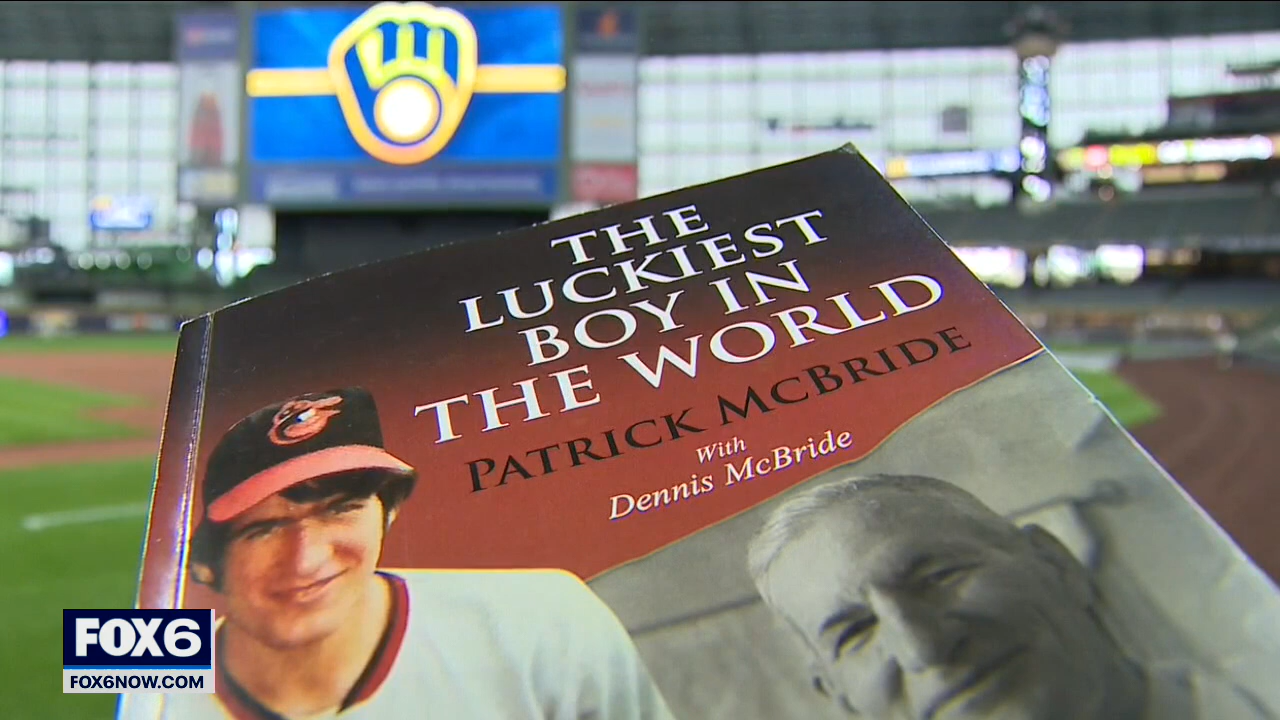 THE
LUCKIEST
BOY IN
THE WORLD
PATRICK MCBRIDE
With
Dennis McBride
FOX6
FOX6NOW.COM